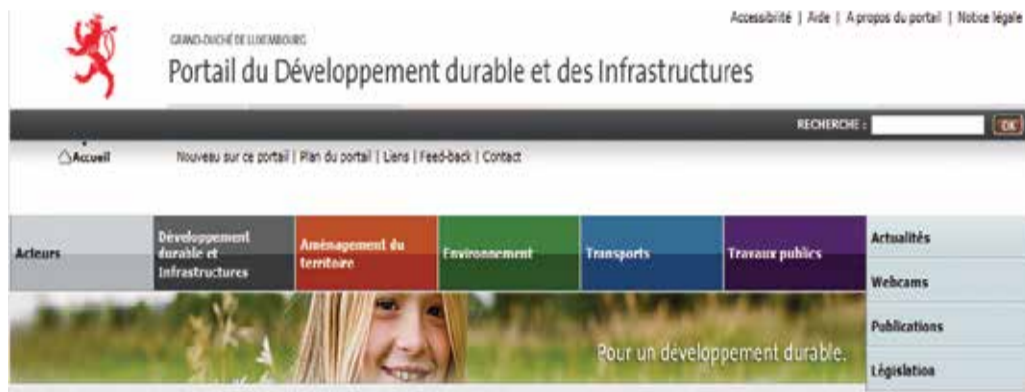 Accessibilité | Aide | A propos du portail | Notice légale
GRAND-DUCHÉ DE LUXEMBOURG
Portail du Développement durable et des Infrastructures
RECHERCHE : OK
Accueil Nouveau sur ce portail | Plan du portail | Liens | Feed-back | Contact
Acteurs
Développement
durable et
Infrastructures
Aménagement du
territoire
Environnement
Transports
Travaux publics
Actualités
Webcams
Publications
Législation
Pour un développement durable.